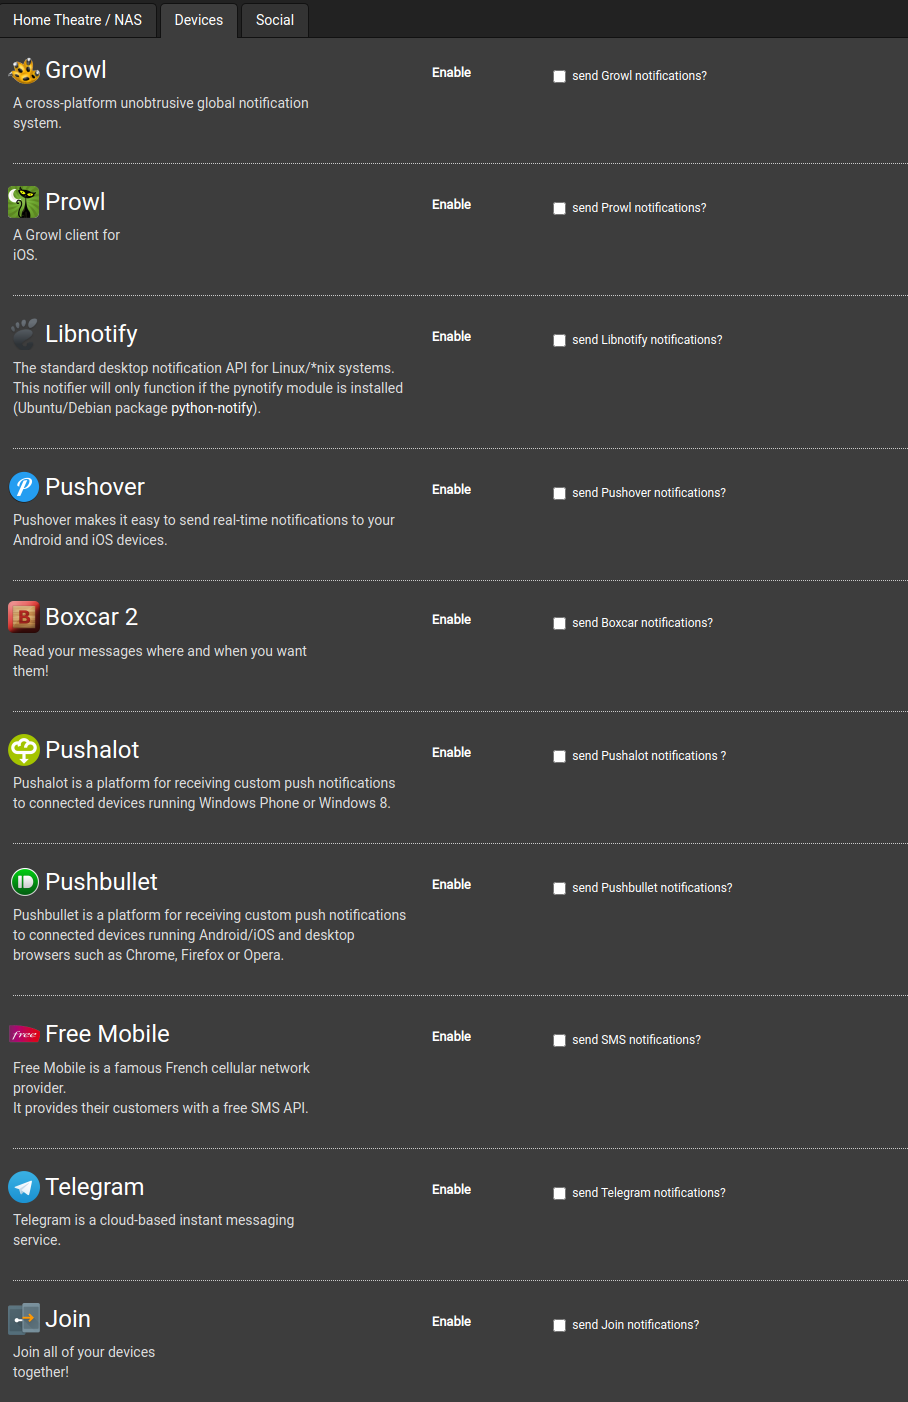 Home Theatre / NAS Devices Social
Growl Enable send Growl notifications?
A cross-platform unobtrusive global notification
system.
Prowl Enable send Prowl notifications?
A Growl client for
iOS.
Libnotify Enable send Libnotify notifications?
The standard desktop notification API for Linux/*nix systems.
This notifier will only function if the pynotify module is installed
(Ubuntu/Debian package python-notify).
Pushover Enable send Pushover notifications?
Pushover makes it easy to send real-time notifications to your
Android and iOS devices.
B Boxcar 2 Enable send Boxcar notifications?
Read your messages where and when you want
them!
Pushalot Enable send Pushalot notifications ?
Pushalot is a platform for receiving custom push notifications
to connected devices running Windows Phone or Windows 8.
Pushbullet Enable send Pushbullet notifications?
Pushbullet is a platform for receiving custom push notifications
to connected devices running Android/iOS and desktop
browsers such as Chrome, Firefox or Opera.
free Free Mobile Enable send SMS notifications?
Free Mobile is a famous French cellular network
provider.
It provides their customers with a free SMS API.
Telegram Enable send Telegram notifications?
Telegram is a cloud-based instant messaging
service.
Join Enable send Join notifications?
Join all of your devices
together!